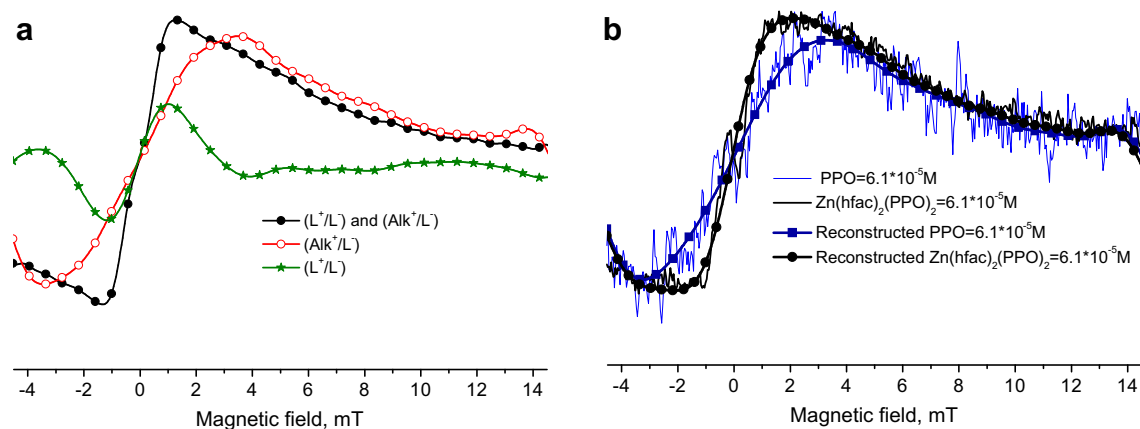 a
(L⁺/L⁻) and (Alk⁺/L⁻)
(Alk⁺/L⁻)
(L⁺/L⁻)
-4 -2 0 2 4 6 8 10 12 14
Magnetic field, mT
b
PPO=6.1*10⁻⁵M
Zn(hfac)₂(PPO)₂=6.1*10⁻⁵M
Reconstructed PPO=6.1*10⁻⁵M
Reconstructed Zn(hfac)₂(PPO)₂=6.1*10⁻⁵M
-4 -2 0 2 4 6 8 10 12 14
Magnetic field, mT